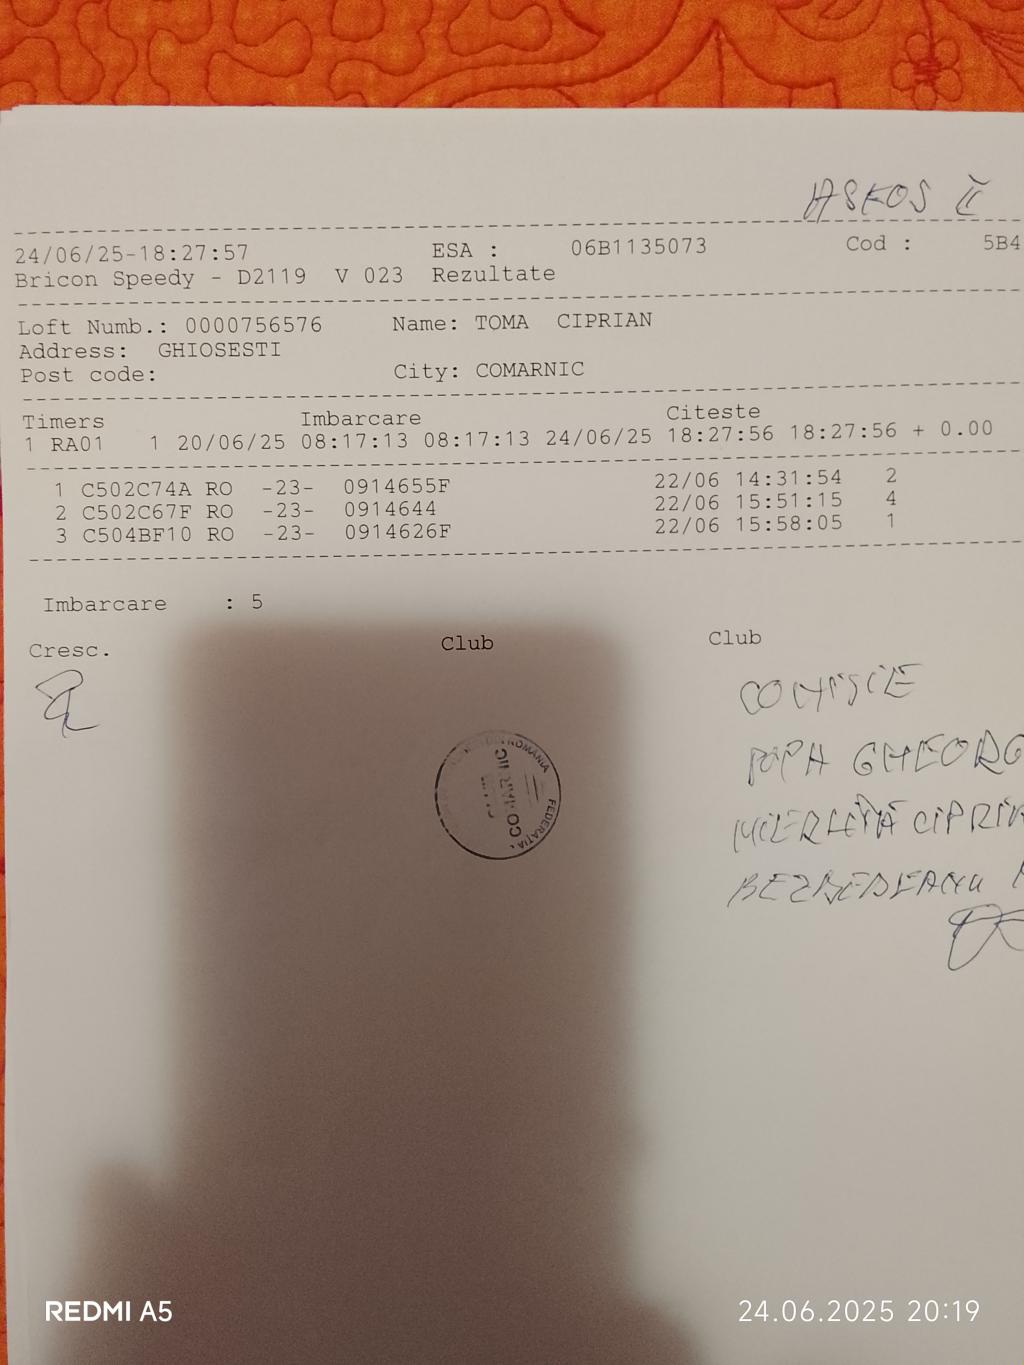 ASKOS II
24/06/25-18:27:57 ESA : 06B1135073 Cod : 5B4
Bricon Speedy - D2119 V 023 Rezultate
Loft Numb.: 0000756576 Name: TOMA CIPRIAN
Address: GHIOSESTI
Post code: City: COMARNIC
Timers Imbarcare Citeste
1 RA01 1 20/06/25 08:17:13 08:17:13 24/06/25 18:27:56 18:27:56 + 0.00
1 C502C74A RO -23- 0914655F 22/06 14:31:54 2
2 C502C67F RO -23- 0914644 22/06 15:51:15 4
3 C504BF10 RO -23- 0914626F 22/06 15:58:05 1
Imbarcare : 5
Cresc. Club Club
COMISIE
POPA GHEORG
CIPRIA
BEZBEDEANU
ROMANIA
FEDERATIA
COMARNIC
REDMI A5 24.06.2025 20:19